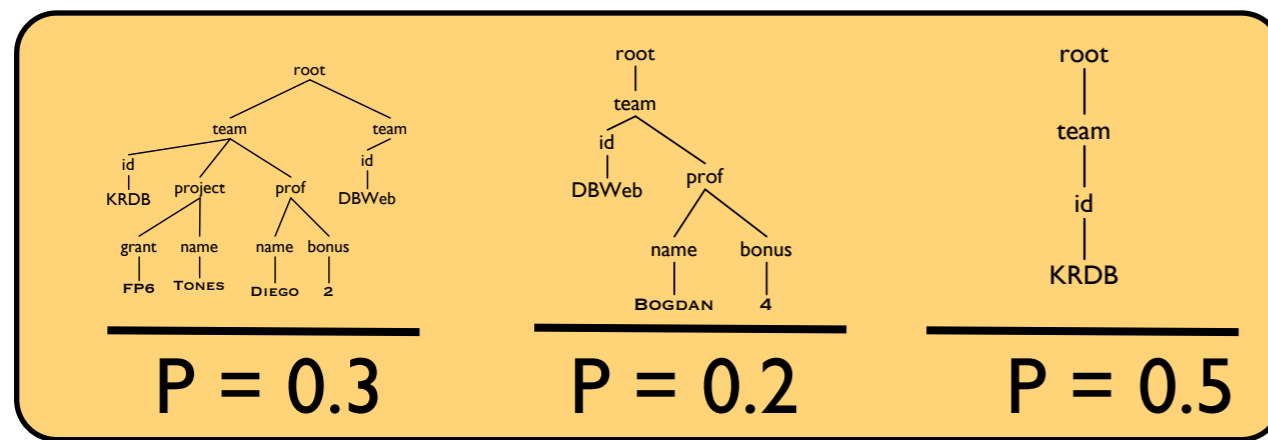 root
team team
id project prof id
KRDB DBWeb
grant name name bonus
FP6 TONES DIEGO 2
P = 0.3
root
team
id prof
DBWeb
name bonus
BOGDAN 4
P = 0.2
root
team
id
KRDB
P = 0.5